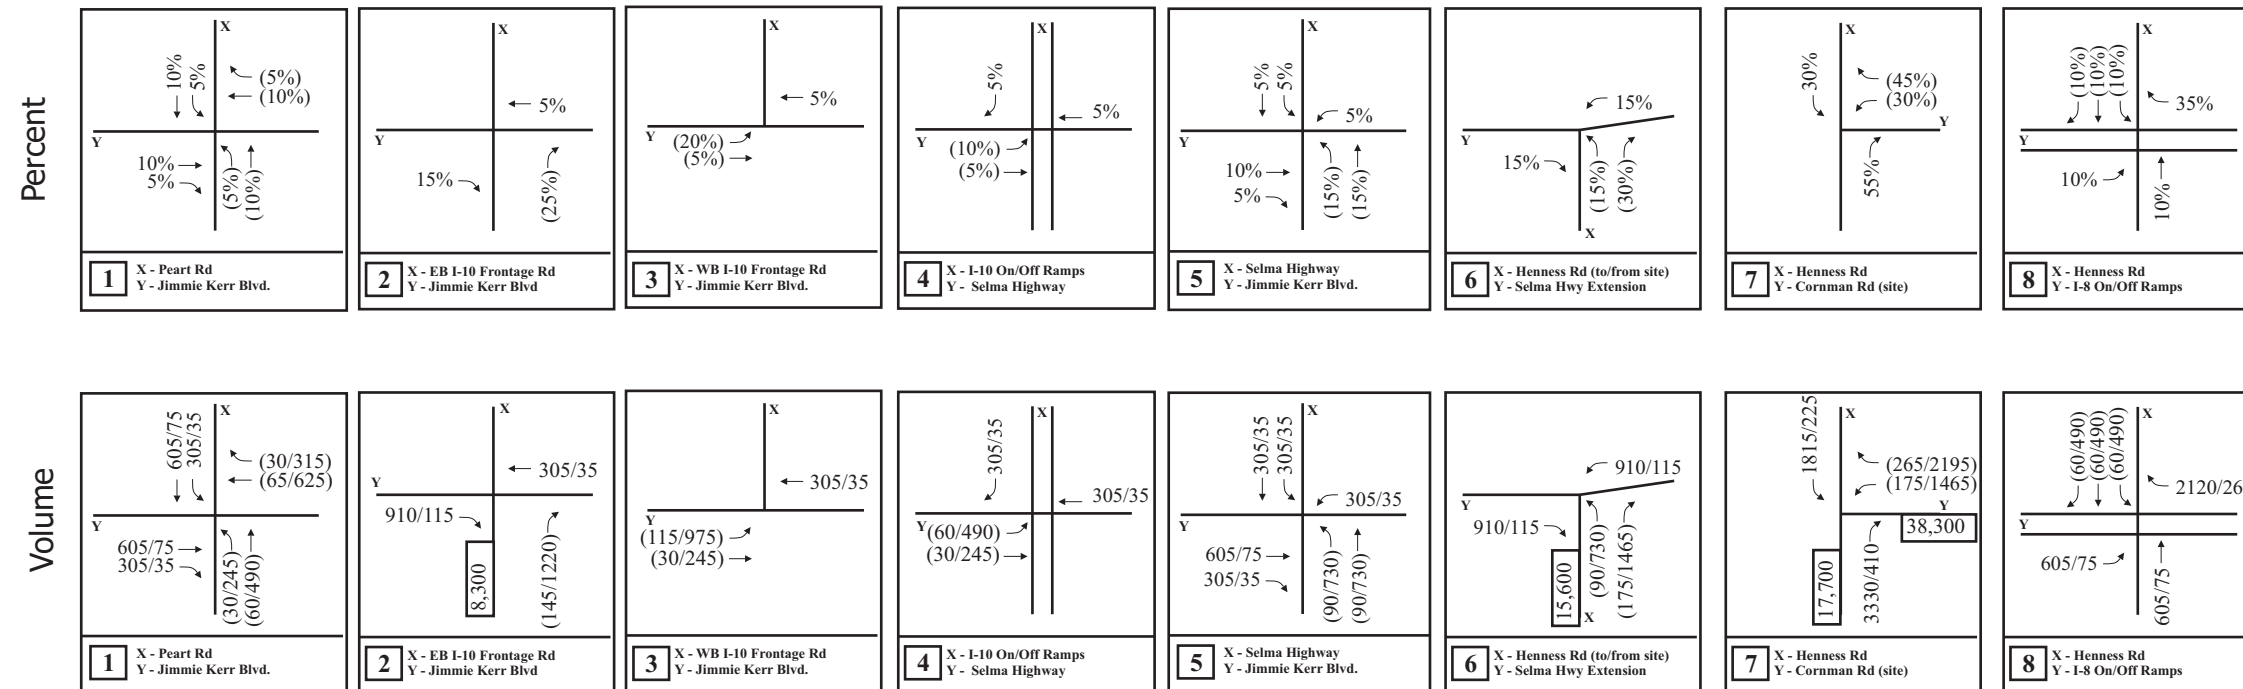 Percent
X
10%
5%
(5%)
(10%)
Y
10%
5%
(5%)
(10%)
1
X - Peart Rd
Y - Jimmie Kerr Blvd.
X
5%
Y
15%
(25%)
2
X - EB I-10 Frontage Rd
Y - Jimmie Kerr Blvd
X
5%
Y
(20%)
(5%)
3
X - WB I-10 Frontage Rd
Y - Jimmie Kerr Blvd.
X
5%
5%
Y
(10%)
(5%)
4
X - I-10 On/Off Ramps
Y - Selma Highway
X
5%
5%
5%
Y
10%
5%
(15%)
(15%)
5
X - Selma Highway
Y - Jimmie Kerr Blvd.
15%
Y
15%
(15%)
(30%)
X
6
X - Henness Rd (to/from site)
Y - Selma Hwy Extension
X
30%
(45%)
(30%)
Y
55%
7
X - Henness Rd
Y - Cornman Rd (site)
X
(10%)
(10%)
(10%)
35%
Y
10%
10%
8
X - Henness Rd
Y - I-8 On/Off Ramps
Volume
X
605/75
305/35
(30/315)
(65/625)
Y
605/75
305/35
(30/245)
(60/490)
1
X - Peart Rd
Y - Jimmie Kerr Blvd.
X
305/35
Y
910/115
8,300
(145/1220)
2
X - EB I-10 Frontage Rd
Y - Jimmie Kerr Blvd
X
305/35
Y
(115/975)
(30/245)
3
X - WB I-10 Frontage Rd
Y - Jimmie Kerr Blvd.
X
305/35
305/35
Y
(60/490)
(30/245)
4
X - I-10 On/Off Ramps
Y - Selma Highway
X
305/35
305/35
305/35
Y
605/75
305/35
(90/730)
(90/730)
5
X - Selma Highway
Y - Jimmie Kerr Blvd.
910/115
Y
910/115
15,600
(90/730)
(175/1465)
X
6
X - Henness Rd (to/from site)
Y - Selma Hwy Extension
X
1815/225
(265/2195)
(175/1465)
Y
38,300
17,700
3330/410
7
X - Henness Rd
Y - Cornman Rd (site)
X
(60/490)
(60/490)
(60/490)
2120/26
Y
605/75
605/75
8
X - Henness Rd
Y - I-8 On/Off Ramps